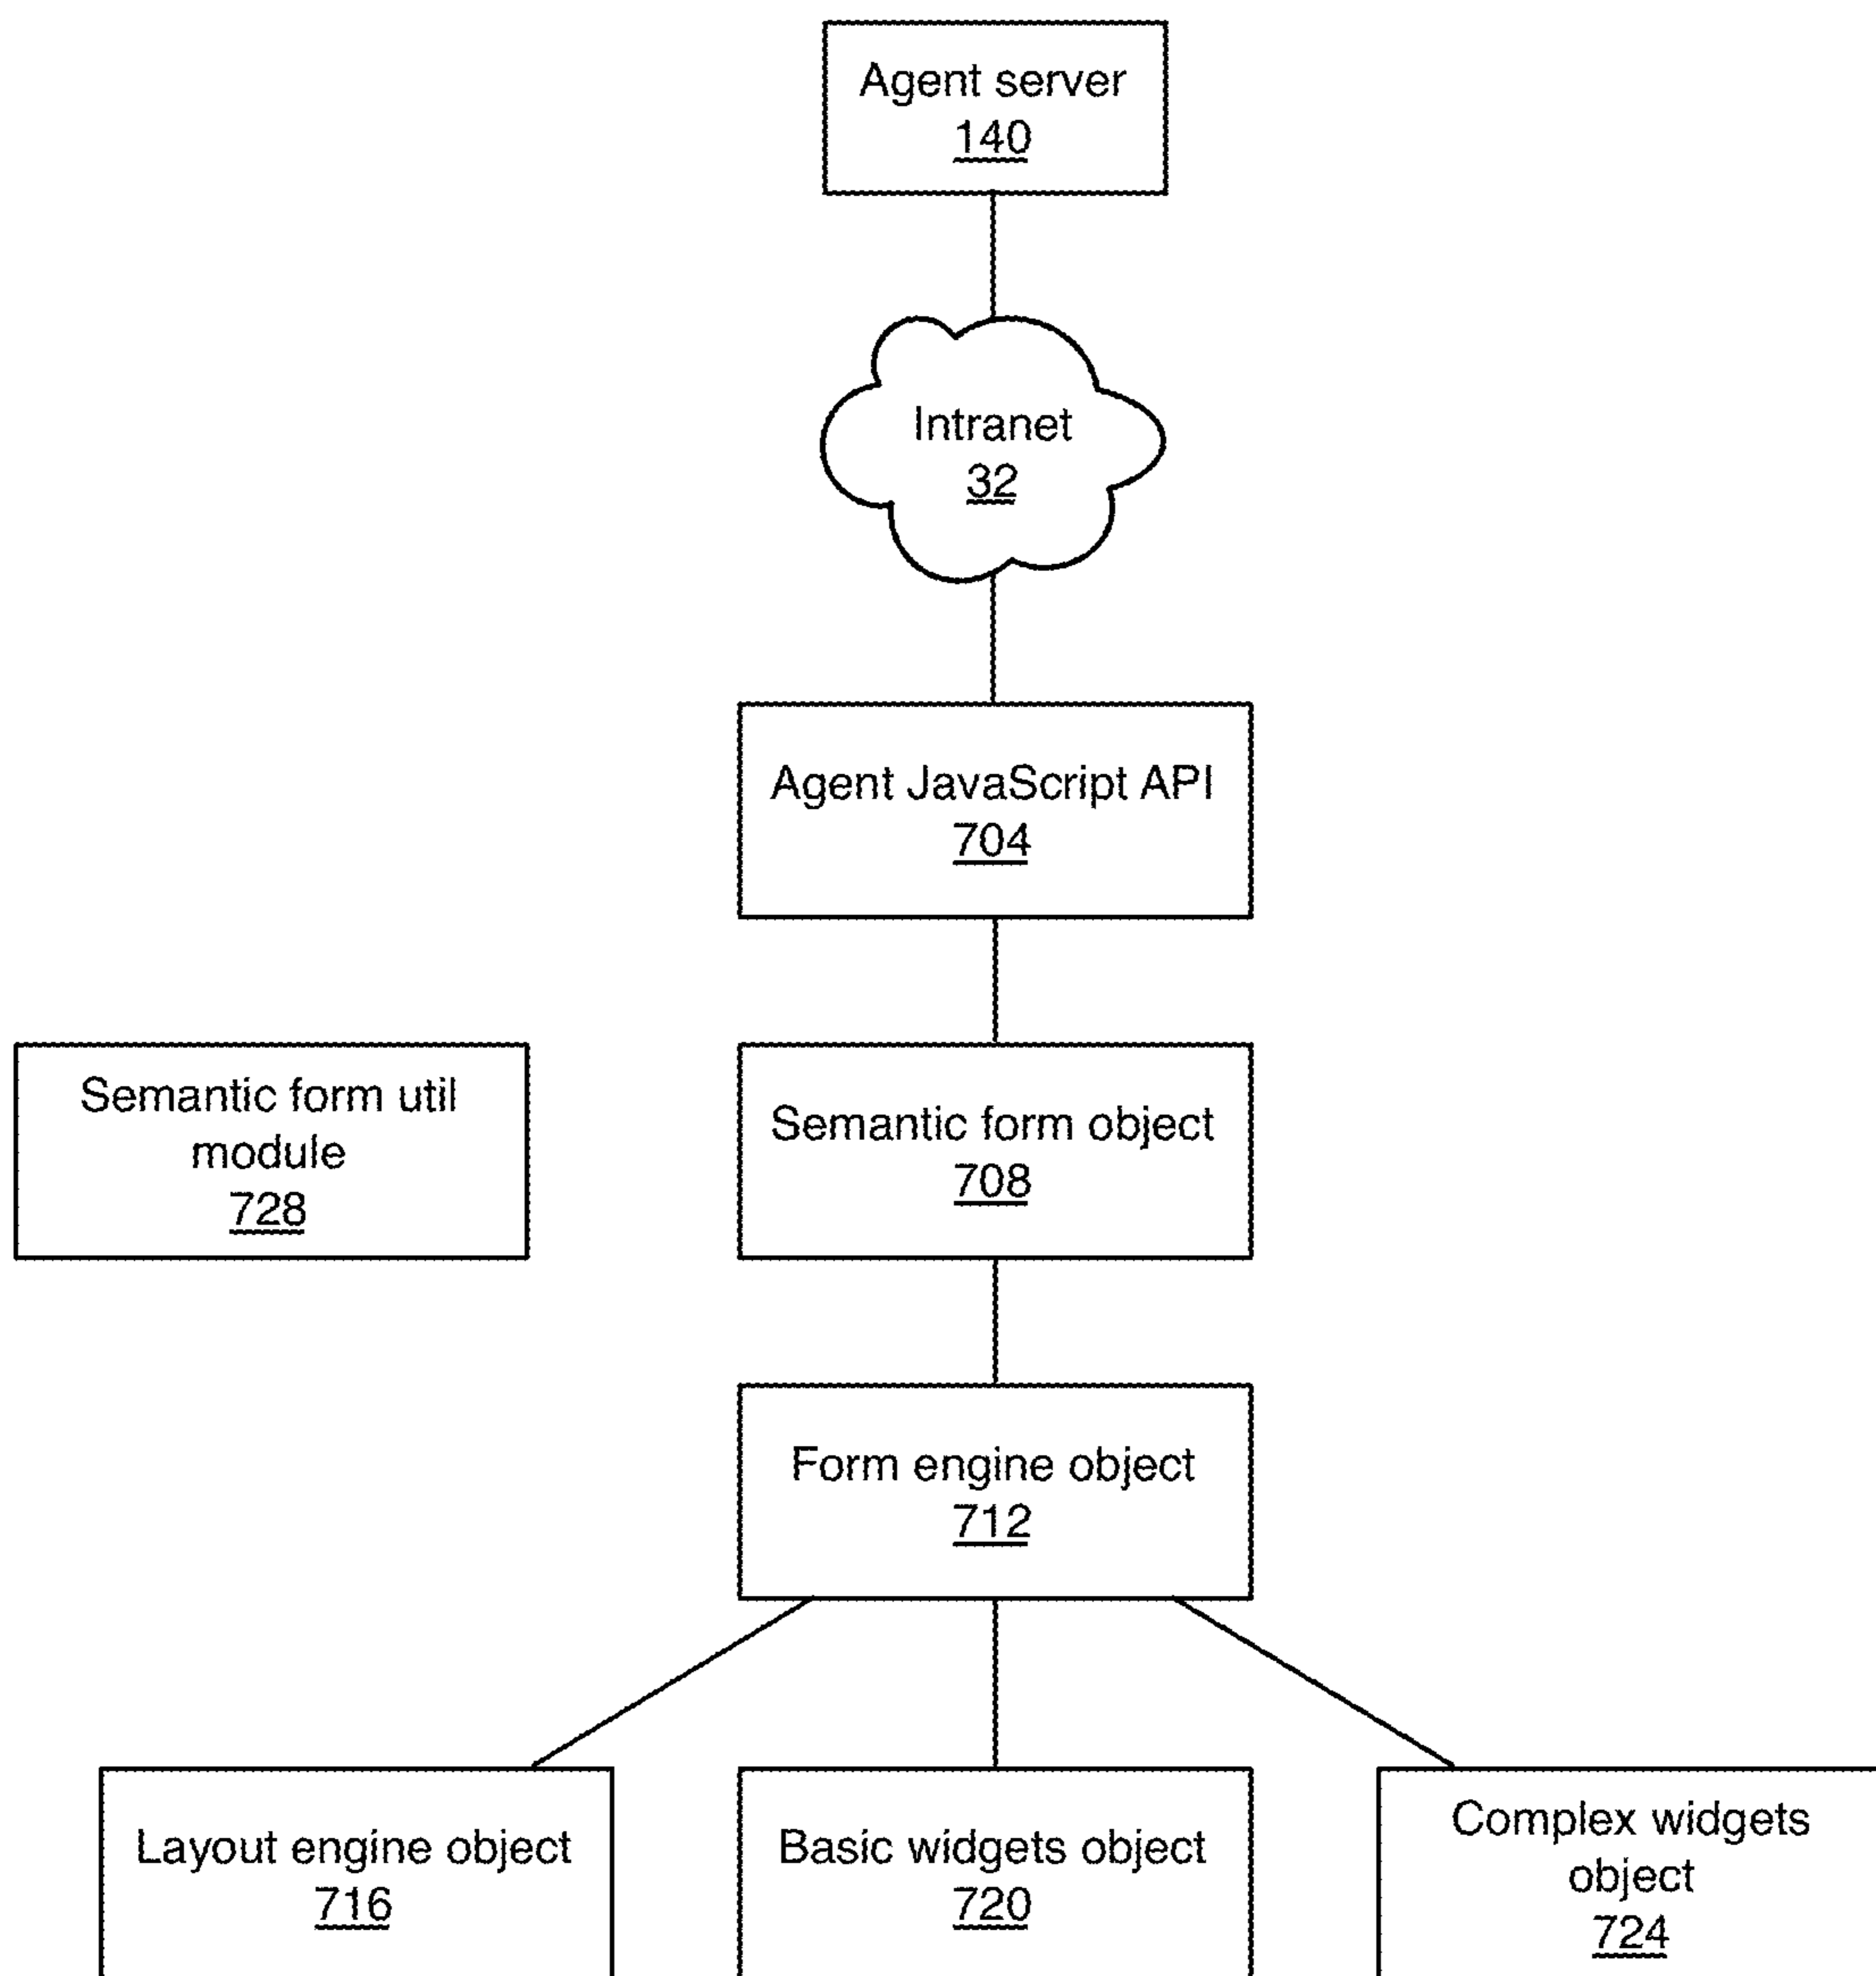 Agent server
140
Intranet
32
Agent JavaScript API
704
Semantic form util
module
728
Semantic form object
708
Form engine object
712
Layout engine object
716
Basic widgets object
720
Complex widgets
object
724